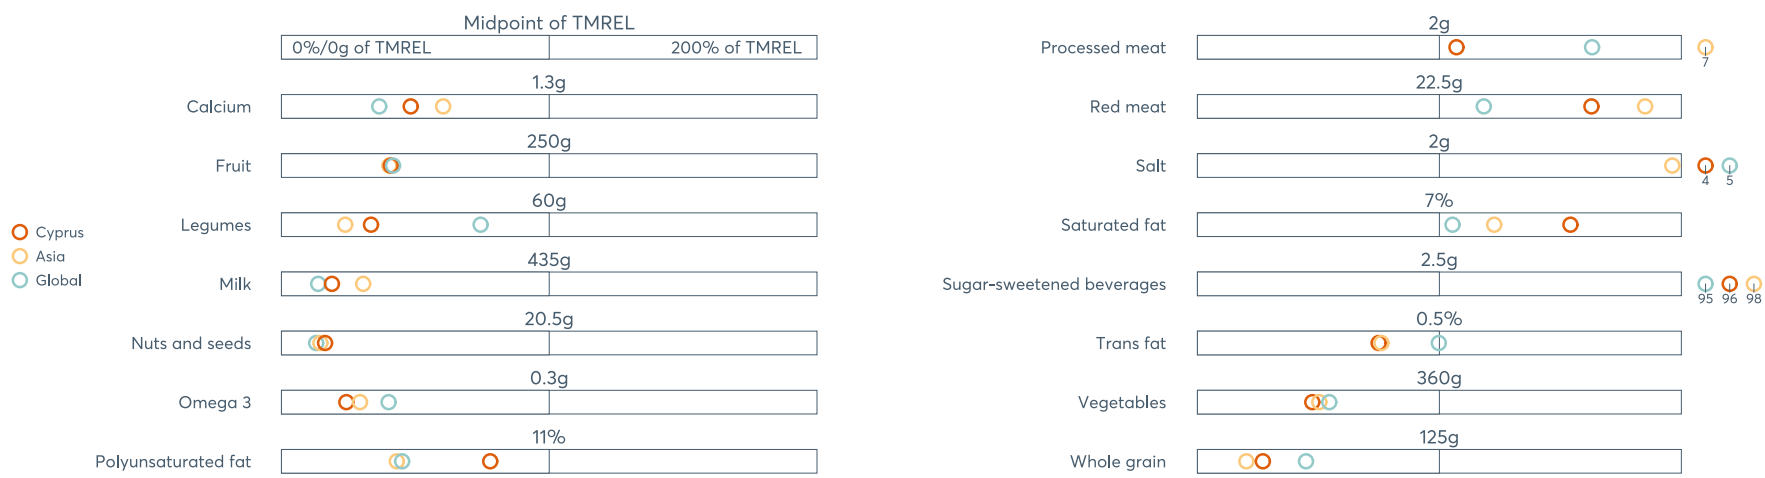 Midpoint of TMREL
0%/0g of TMREL 200% of TMREL
1.3g
Calcium
250g
Fruit
60g
Legumes
435g
Milk
20.5g
Nuts and seeds
0.3g
Omega 3
11%
Polyunsaturated fat
Cyprus
Asia
Global
2g
Processed meat
7
22.5g
Red meat
2g
Salt
4 5
7%
Saturated fat
2.5g
Sugar-sweetened beverages
95 96 98
0.5%
Trans fat
360g
Vegetables
125g
Whole grain